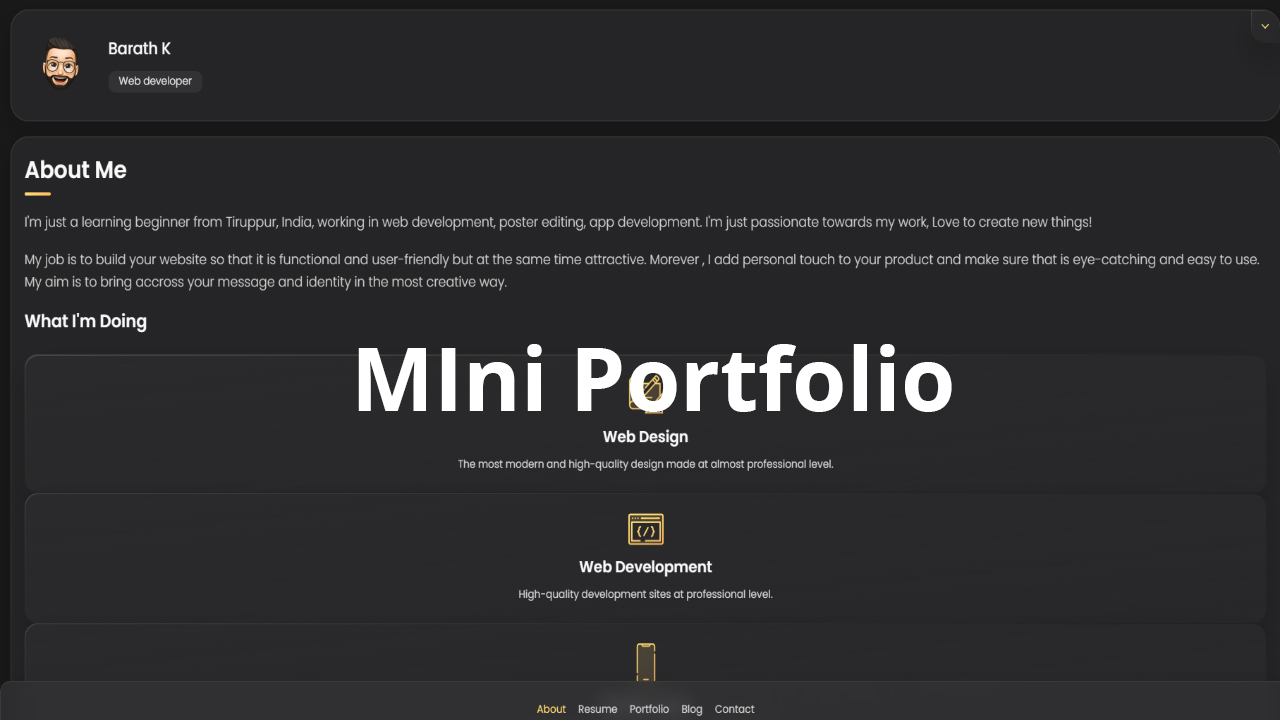 Barath K
Web developer
About Me
I'm just a learning beginner from Tiruppur, India, working in web development, poster editing, app development. I'm just passionate towards my work, Love to create new things!
My job is to build your website so that it is functional and user-friendly but at the same time attractive. Morever , I add personal touch to your product and make sure that is eye-catching and easy to use.
My aim is to bring accross your message and identity in the most creative way.
What I'm Doing
MIni Portfolio
Web Design
The most modern and high-quality design made at almost professional level.
</>
Web Development
High-quality development sites at professional level.
About Resume Portfolio Blog Contact